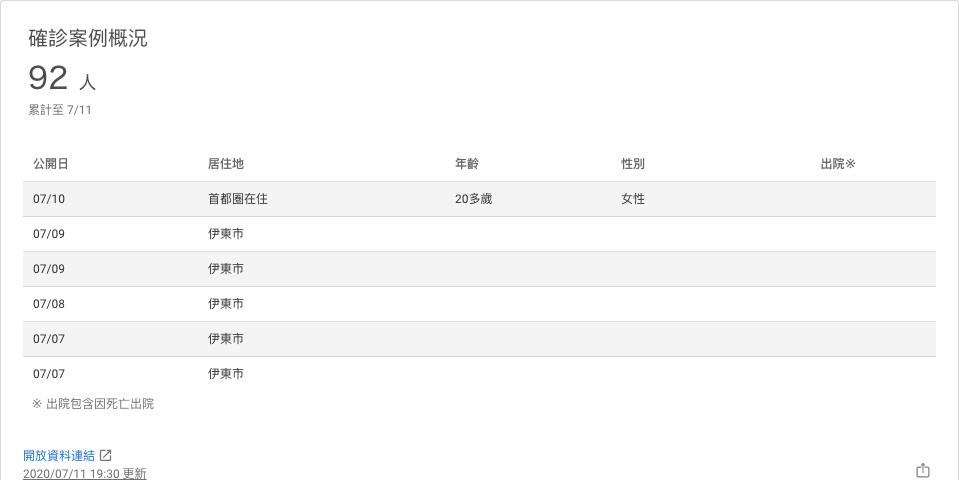 確診案例概況
92 人
累計至 7/11
公開日 居住地 年齡 性別 出院※
07/10 首都圏在住 20多歲 女性
07/09 伊東市
07/09 伊東市
07/08 伊東市
07/07 伊東市
07/07 伊東市
※ 出院包含因死亡出院
開放資料連結
2020/07/11 19:30 更新